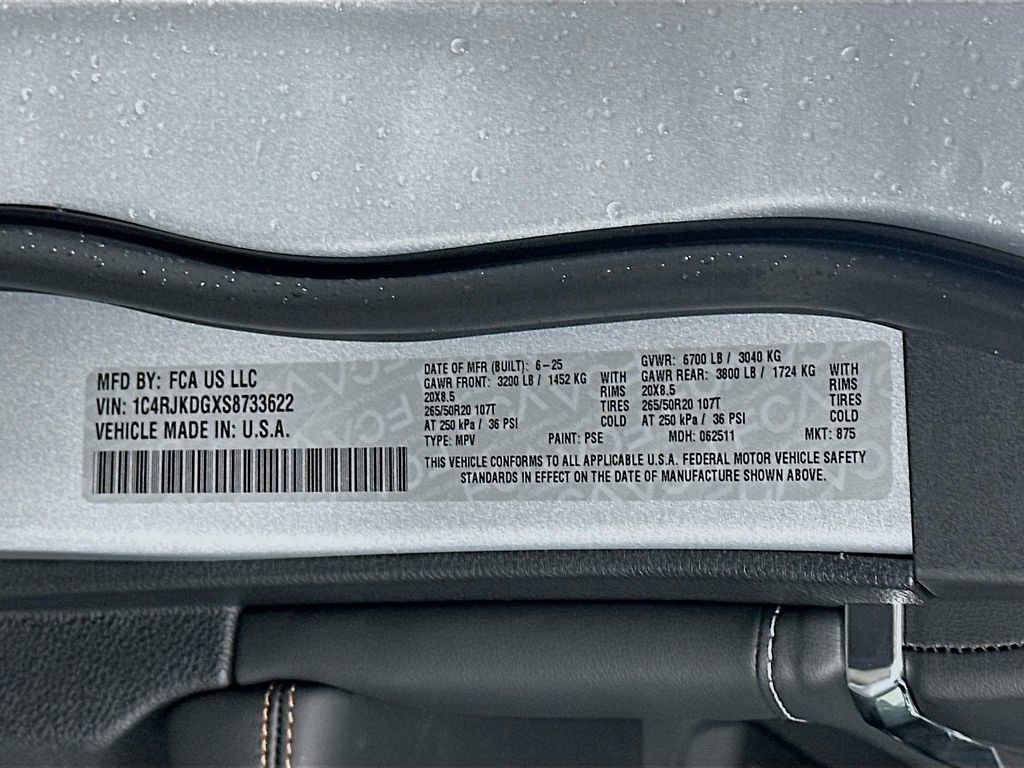 MFD BY: FCA US LLC
VIN: 1C4RJKDGXS8733622
VEHICLE MADE IN: U.S.A.
DATE OF MFR (BUILT): 6-25
GAWR FRONT: 3200 LB / 1452 KG WITH
20X8.5 RIMS
265/50R20 107T TIRES
AT 250 kPa / 36 PSI COLD
GVWR: 6700 LB / 3040 KG
GAWR REAR: 3800 LB / 1724 KG WITH
20X8.5 RIMS
265/50R20 107T TIRES
AT 250 kPa / 36 PSI COLD
TYPE: MPV PAINT: PSE MDH: 062511 MKT: 875
THIS VEHICLE CONFORMS TO ALL APPLICABLE U.S.A. FEDERAL MOTOR VEHICLE SAFETY
STANDARDS IN EFFECT ON THE DATE OF MANUFACTURE SHOWN ABOVE.